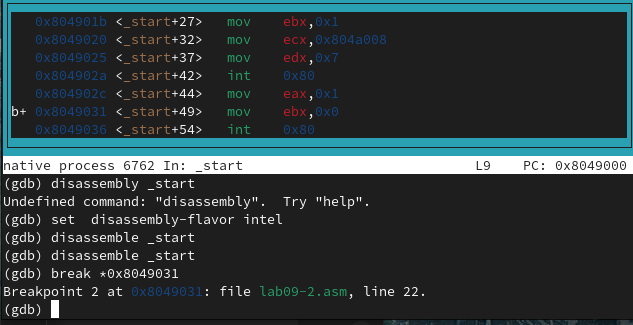 0x804901b <_start+27> mov ebx,0x1
0x8049020 <_start+32> mov ecx,0x804a008
0x8049025 <_start+37> mov edx,0x7
0x804902a <_start+42> int 0x80
0x804902c <_start+44> mov eax,0x1
b+ 0x8049031 <_start+49> mov ebx,0x0
0x8049036 <_start+54> int 0x80
native process 6762 In: _start L9 PC: 0x8049000
(gdb) disassembly _start
Undefined command: "disassembly".  Try "help".
(gdb) set  disassembly-flavor intel
(gdb) disassemble _start
(gdb) disassemble _start
(gdb) break *0x8049031
Breakpoint 2 at 0x8049031: file lab09-2.asm, line 22.
(gdb)